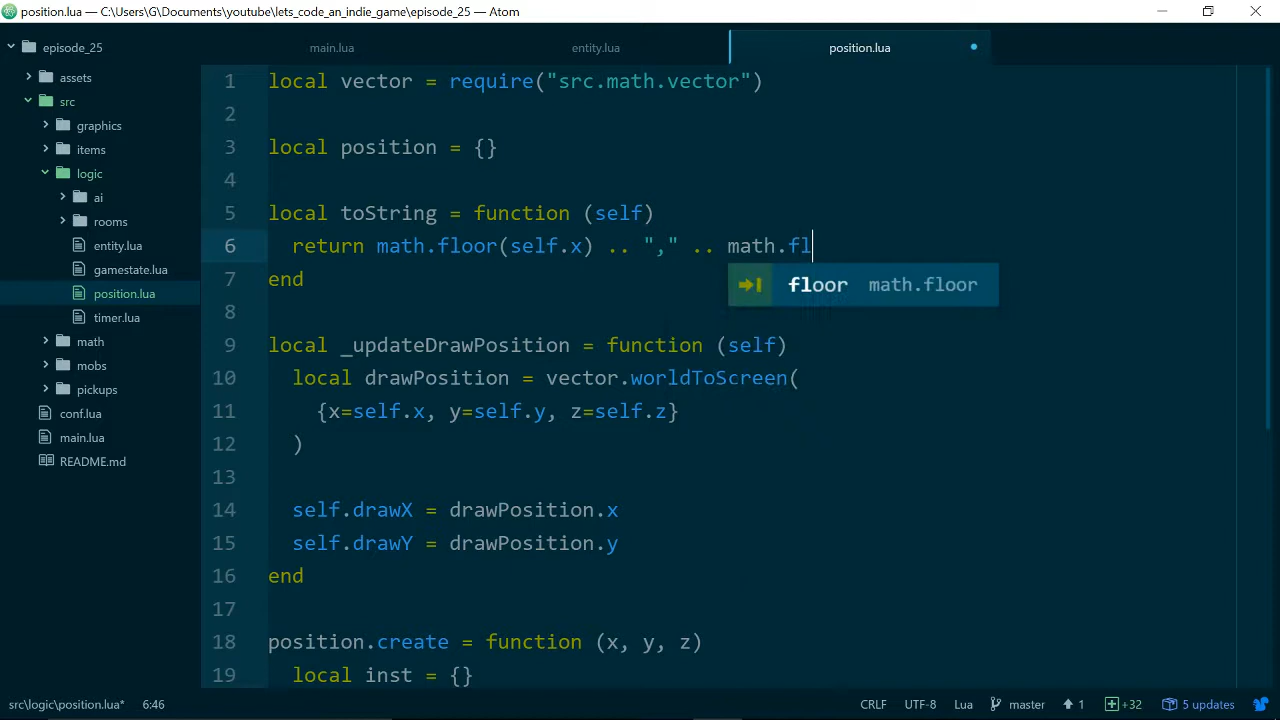 position.lua — C:\Users\G\Documents\youtube\lets_code_an_indie_game\episode_25 — Atom
episode_25
main.lua
entity.lua
position.lua
assets
src
graphics
items
logic
ai
rooms
entity.lua
gamestate.lua
position.lua
timer.lua
math
mobs
pickups
conf.lua
main.lua
README.md
1 local vector = require("src.math.vector")
2
3 local position = {}
4
5 local toString = function (self)
6 return math.floor(self.x) .. "," .. math.fl
floor math.floor
7 end
8
9 local _updateDrawPosition = function (self)
10 local drawPosition = vector.worldToScreen(
11 {x=self.x, y=self.y, z=self.z}
12 )
13
14 self.drawX = drawPosition.x
15 self.drawY = drawPosition.y
16 end
17
18 position.create = function (x, y, z)
19 local inst = {}
src\logic\position.lua* 6:46 CRLF UTF-8 Lua master 1 +32 5 updates